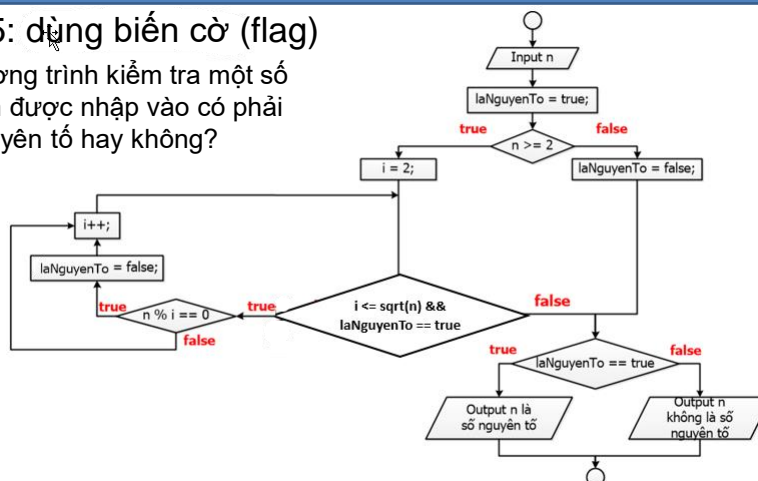 5: dùng biến cờ (flag)
ơng trình kiểm tra một số
được nhập vào có phải
yên tố hay không?
Input n
laNguyenTo = true;
true
false
n >= 2
i = 2;
laNguyenTo = false;
i++;
laNguyenTo = false;
true
n % i == 0
true
false
i <= sqrt(n) &&
laNguyenTo == true
false
true
laNguyenTo == true
false
Output n là
số nguyên tố
Output n
không là số
nguyên tố